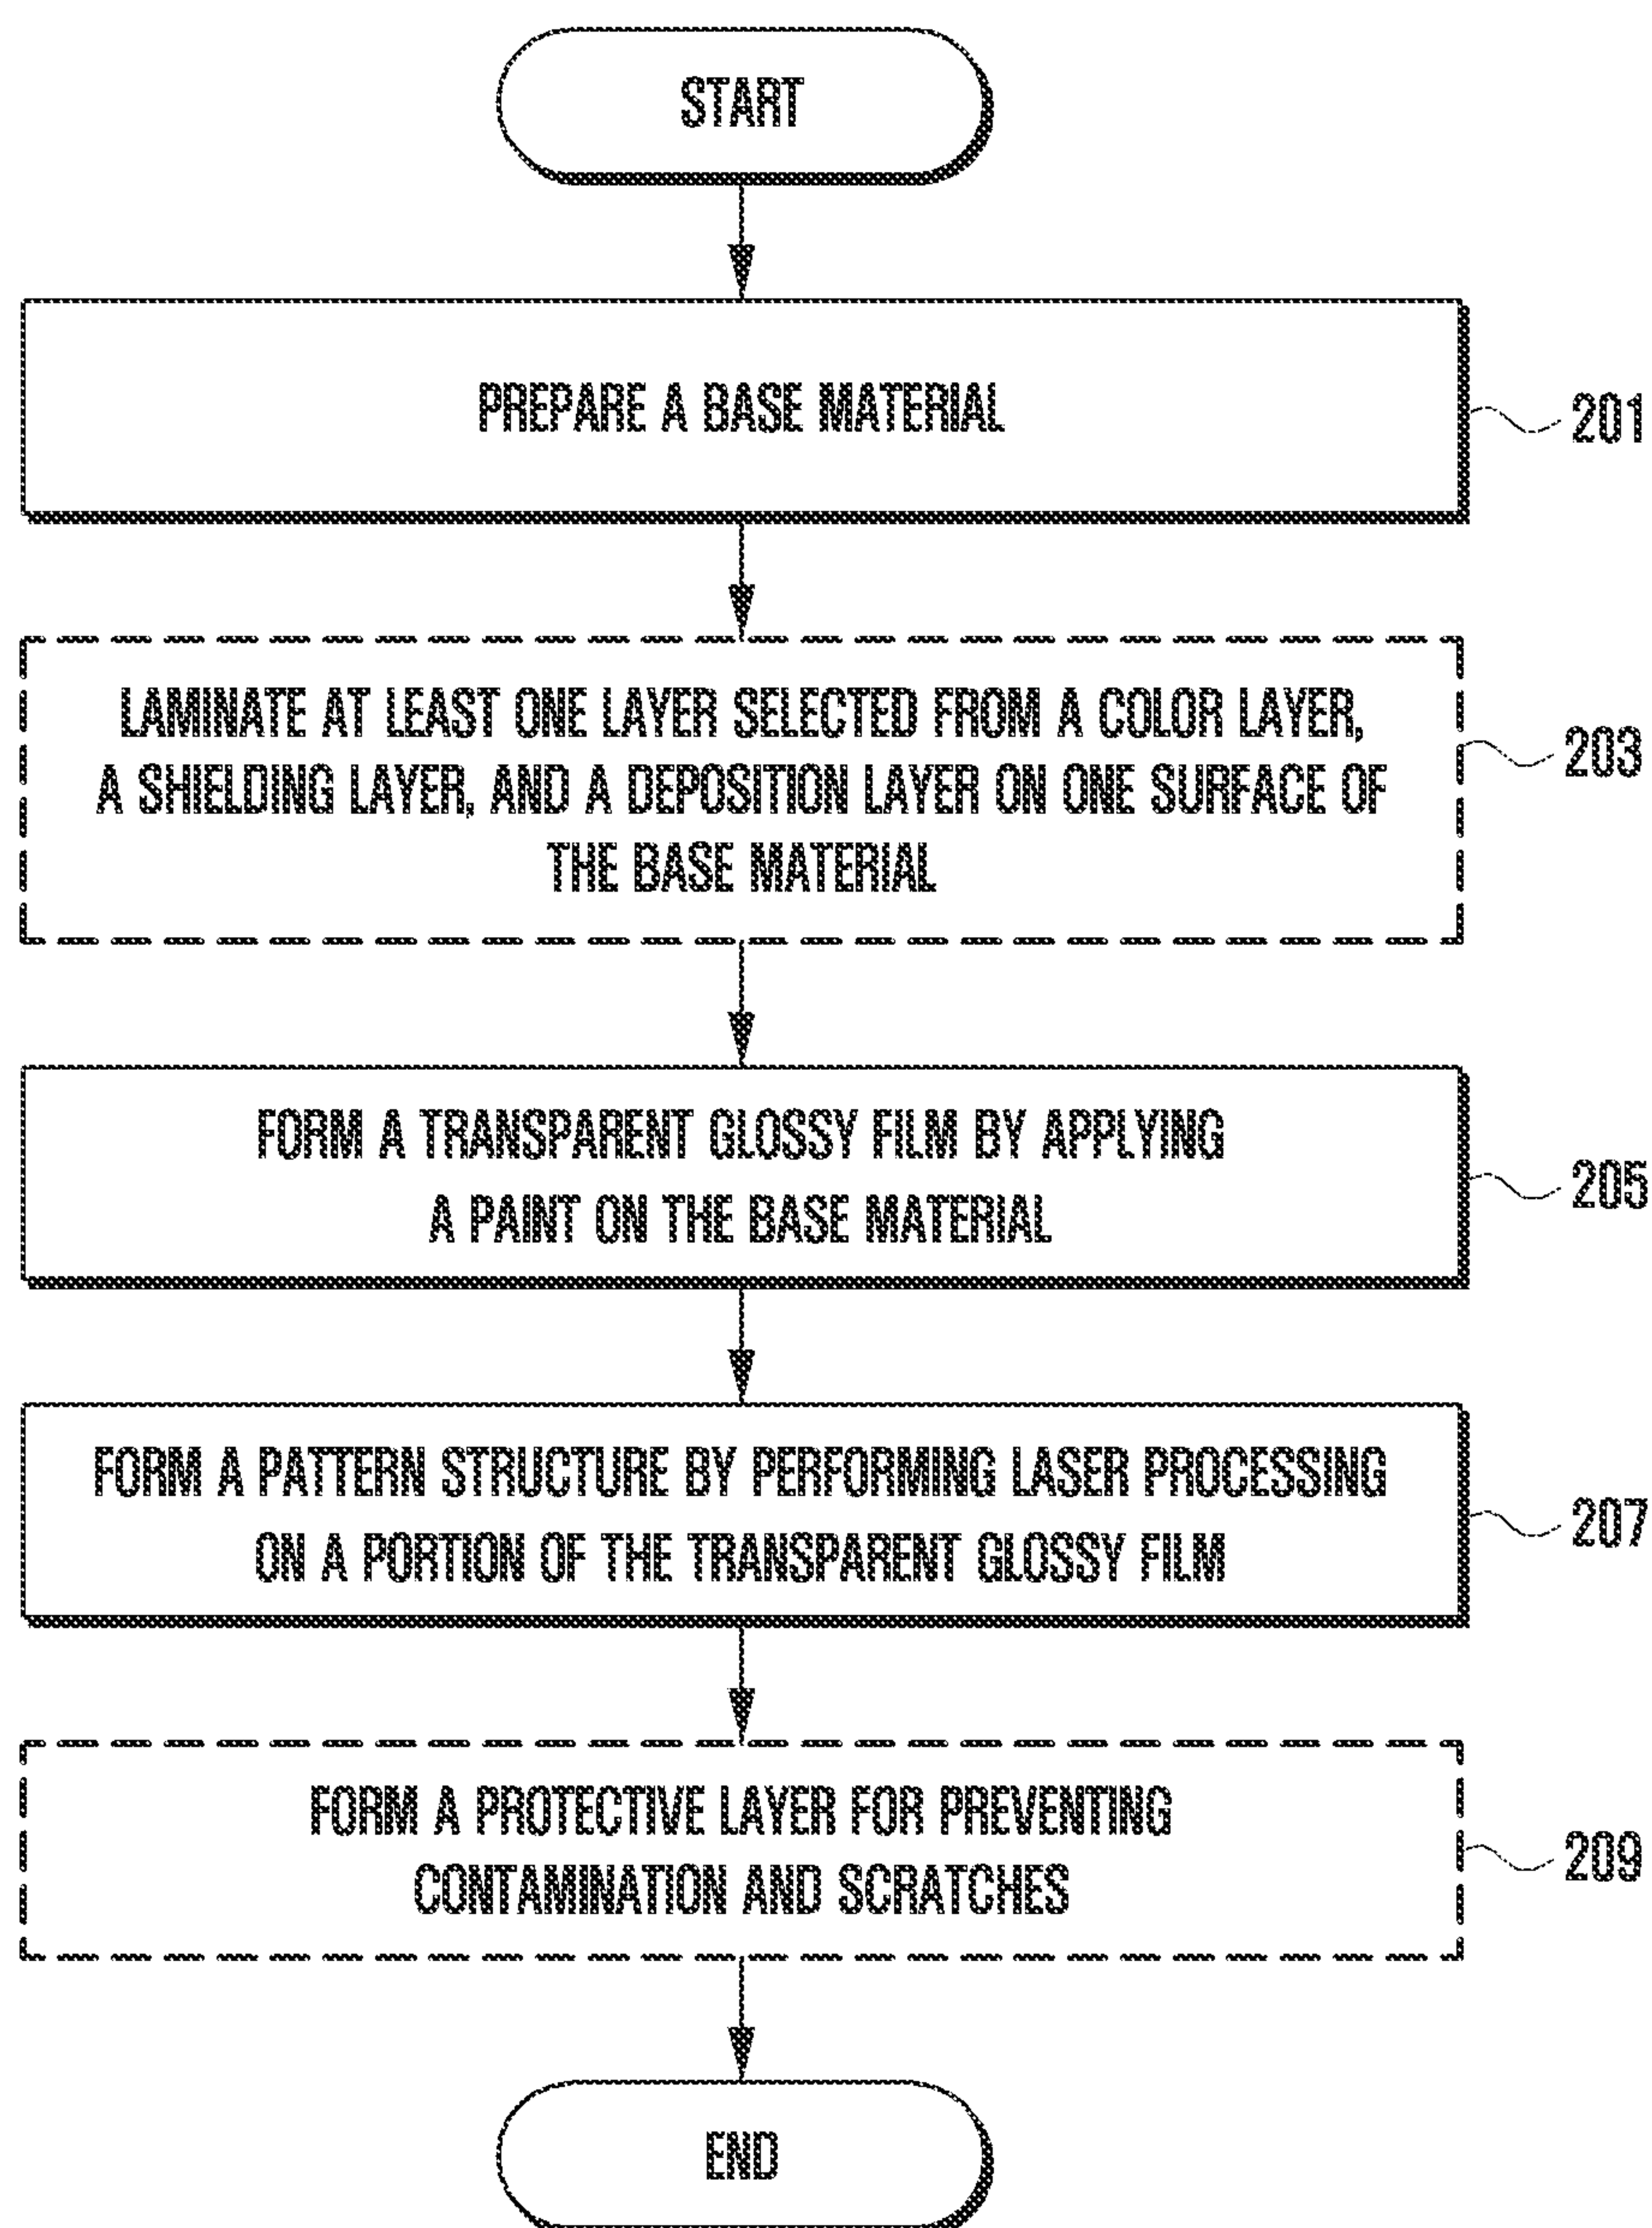 START
PREPARE A BASE MATERIAL
201
LAMINATE AT LEAST ONE LAYER SELECTED FROM A COLOR LAYER,
A SHIELDING LAYER, AND A DEPOSITION LAYER ON ONE SURFACE OF
THE BASE MATERIAL
203
FORM A TRANSPARENT GLOSSY FILM BY APPLYING
A PAINT ON THE BASE MATERIAL
205
FORM A PATTERN STRUCTURE BY PERFORMING LASER PROCESSING
ON A PORTION OF THE TRANSPARENT GLOSSY FILM
207
FORM A PROTECTIVE LAYER FOR PREVENTING
CONTAMINATION AND SCRATCHES
209
END